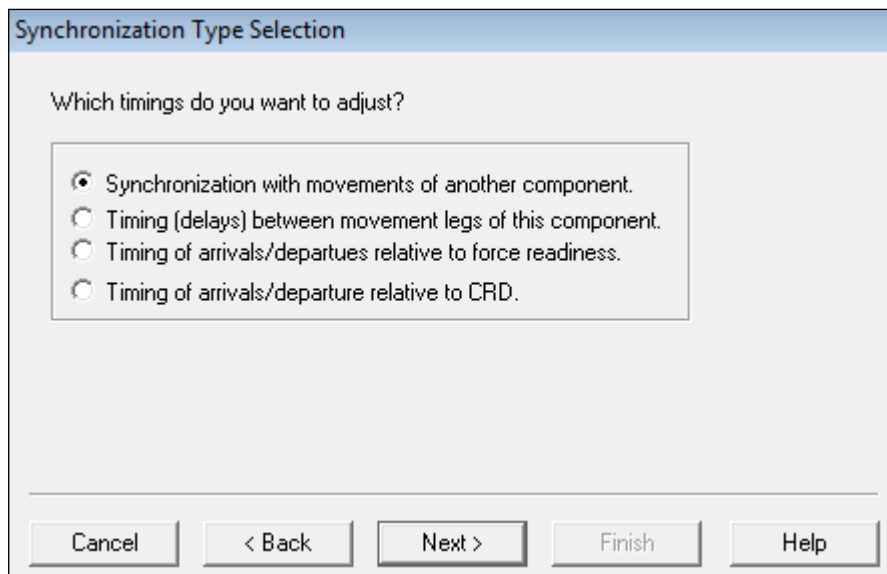 Synchronization Type Selection
Which timings do you want to adjust?
Synchronization with movements of another component.
Timing (delays) between movement legs of this component.
Timing of arrivals/departues relative to force readiness.
Timing of arrivals/departure relative to CRD.
Cancel < Back Next > Finish Help